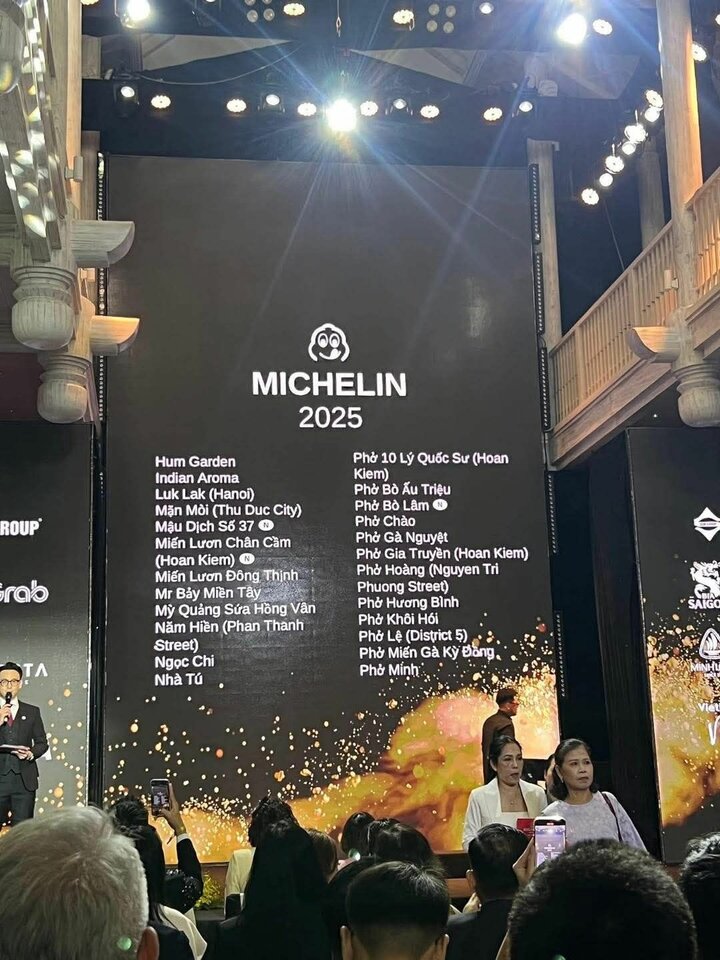 MICHELIN
2025
Hum Garden
Indian Aroma
Luk Lak (Hanoi)
Mặn Mòi (Thu Duc City)
Mậu Dịch Số 37 N
Miến Lươn Chân Cầm
(Hoan Kiem) N
Miến Lươn Đông Thịnh
Mr Bảy Miền Tây
Mỳ Quảng Sứa Hồng Vân
Năm Hiền (Phan Thanh
Street)
Ngọc Chi
Nhà Tú
Phở 10 Lý Quốc Sư (Hoan
Kiem)
Phở Bò Ấu Triệu
Phở Bò Lâm N
Phở Chào
Phở Gà Nguyệt
Phở Gia Truyền (Hoan Kiem)
Phở Hoàng (Nguyen Tri
Phuong Street)
Phở Hương Bình
Phở Khôi Hói
Phở Lệ (District 5)
Phở Miến Gà Kỳ Đồng
Phở Minh
GROUP
Grab
TA
SAIGO
MINH L
Viet
V